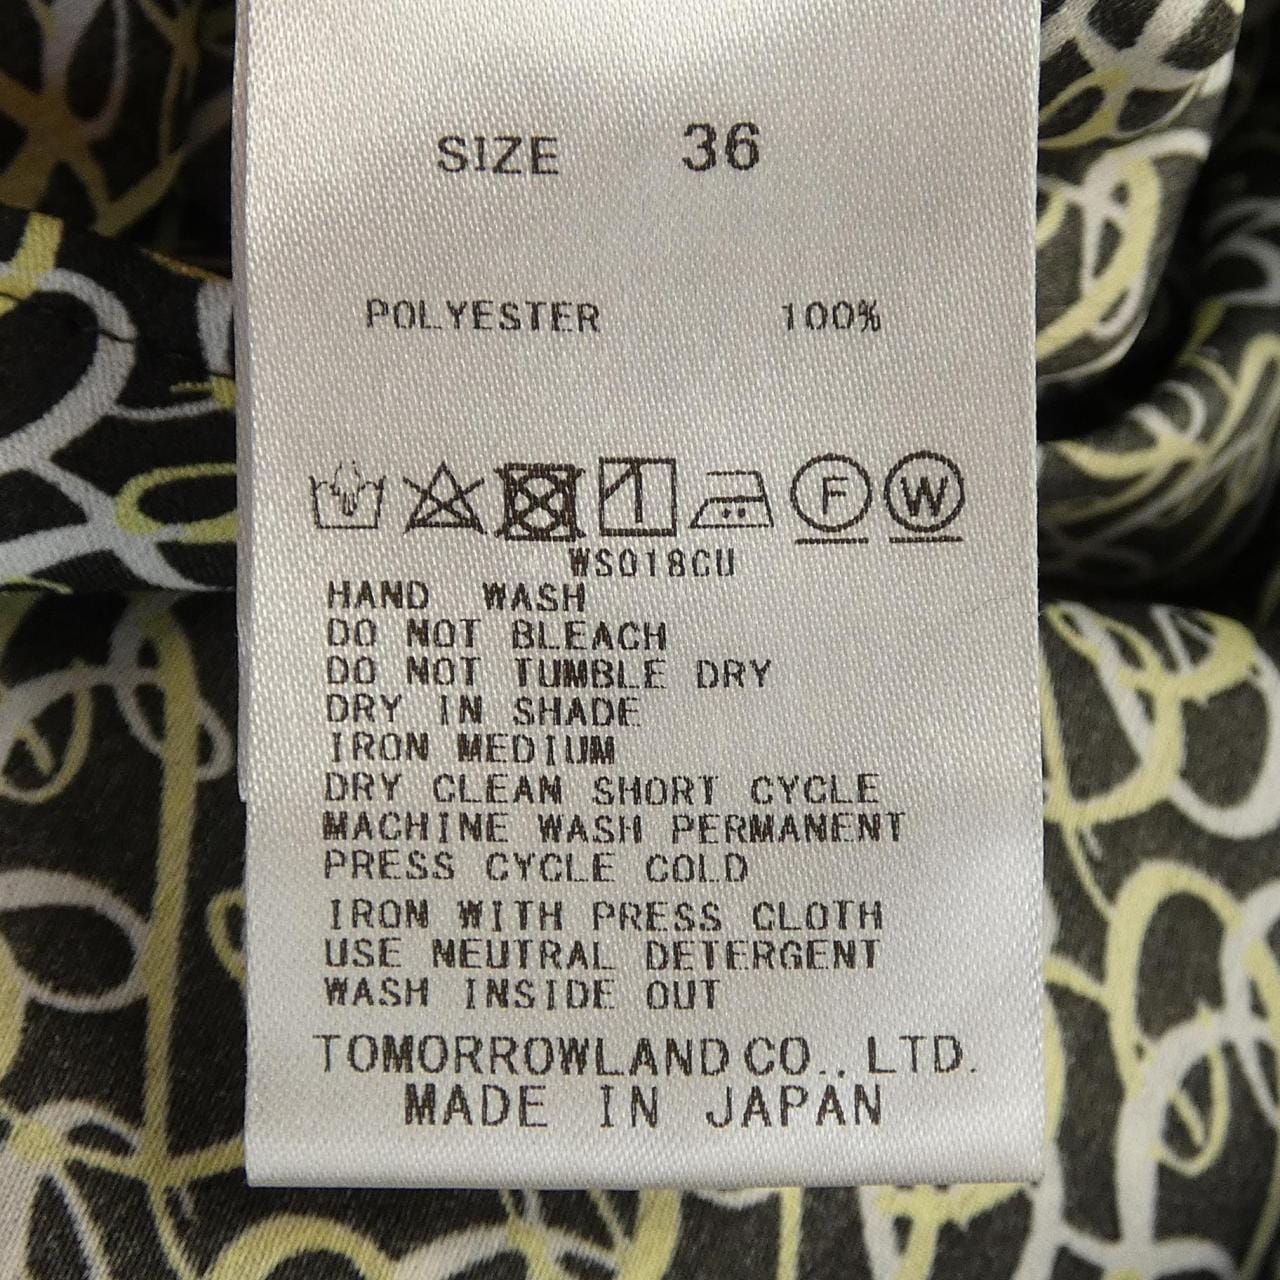 SIZE 36
POLYESTER 100%
F W
WS018CU
HAND WASH
DO NOT BLEACH
DO NOT TUMBLE DRY
DRY IN SHADE
IRON MEDIUM
DRY CLEAN SHORT CYCLE
MACHINE WASH PERMANENT
PRESS CYCLE COLD
IRON WITH PRESS CLOTH
USE NEUTRAL DETERGENT
WASH INSIDE OUT
TOMORROWLAND CO., LTD.
MADE IN JAPAN